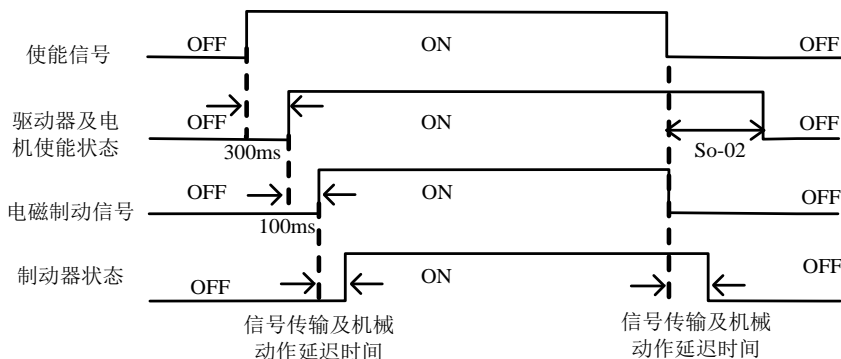 使能信号
OFF
ON
OFF
驱动器及电
机使能状态
OFF
ON
OFF
300ms
So-02
电磁制动信号
OFF
ON
OFF
100ms
制动器状态
OFF
ON
OFF
信号传输及机械
动作延迟时间
信号传输及机械
动作延迟时间